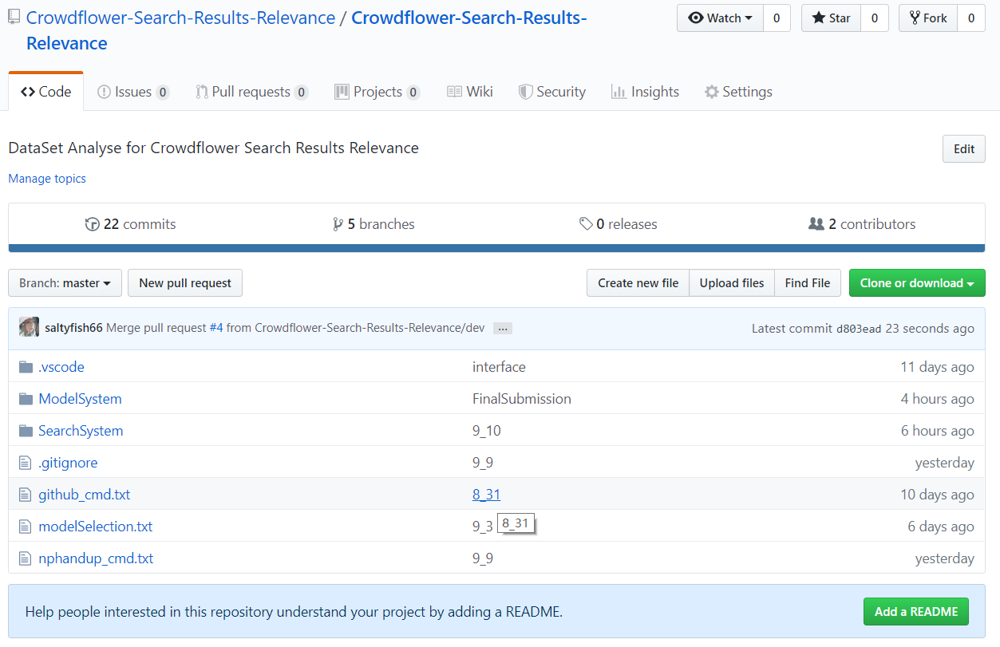 Crowdflower-Search-Results-Relevance / Crowdflower-Search-Results-
Relevance
Watch 0 Star 0 Fork 0
Code Issues 0 Pull requests 0 Projects 0 Wiki Security Insights Settings
DataSet Analyse for Crowdflower Search Results Relevance Edit
Manage topics
22 commits 5 branches 0 releases 2 contributors
Branch: master New pull request Create new file Upload files Find File Clone or download
saltyfish66 Merge pull request #4 from Crowdflower-Search-Results-Relevance/dev ... Latest commit d803ead 23 seconds ago
.vscode interface 11 days ago
ModelSystem FinalSubmission 4 hours ago
SearchSystem 9_10 6 hours ago
.gitignore 9_9 yesterday
github_cmd.txt 8_31 10 days ago
modelSelection.txt 9_3 8_31 6 days ago
nphandup_cmd.txt 9_9 yesterday
Help people interested in this repository understand your project by adding a README. Add a README